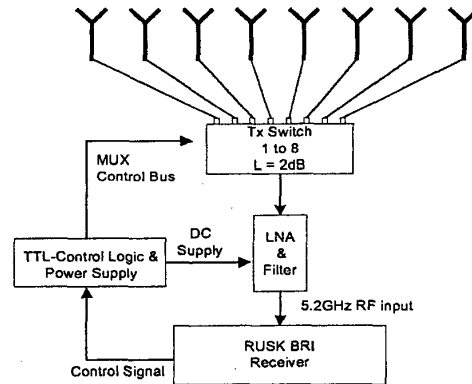 Tx Switch
1 to 8
L = 2dB
MUX
Control Bus
DC
Supply
LNA
&
Filter
TTL-Control Logic &
Power Supply
5.2GHz RF input
RUSK BRI
Receiver
Control Signal